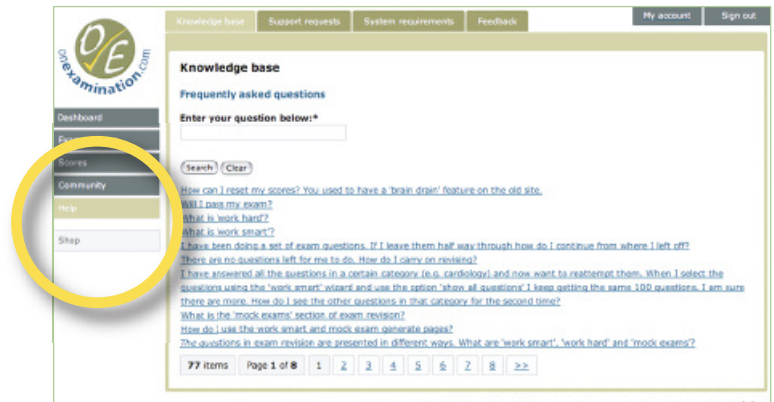 Knowledge base Support requests System requirements Feedback My account Sign out
onexamination.com
Knowledge base
Frequently asked questions
Dashboard
Enter your question below:*
Scores
Search Clear
Community
How can I reset my scores? You used to have a 'brain drain' feature on the old site.
Will I pass my exam?
Help
What is 'work hard'?
What is 'work smart'?
Shop
I have been doing a set of exam questions. If I leave them half way through how do I continue from where I left off?
There are no questions left for me to do. How do I carry on revising?
I have answered all the questions in a certain category (e.g. cardiology) and now want to reattempt them. When I select the
questions using the 'work smart' wizard and use the option 'show all questions' I keep getting the same 100 questions. I am sure
there are more. How do I see the other questions in that category for the second time?
What is the 'mock exams' section of exam revision?
How do I use the work smart and mock exam generate pages?
The questions in exam revision are presented in different ways. What are 'work smart', 'work hard' and 'mock exams'?
77 items Page 1 of 8 1 2 3 4 5 6 7 8 >>